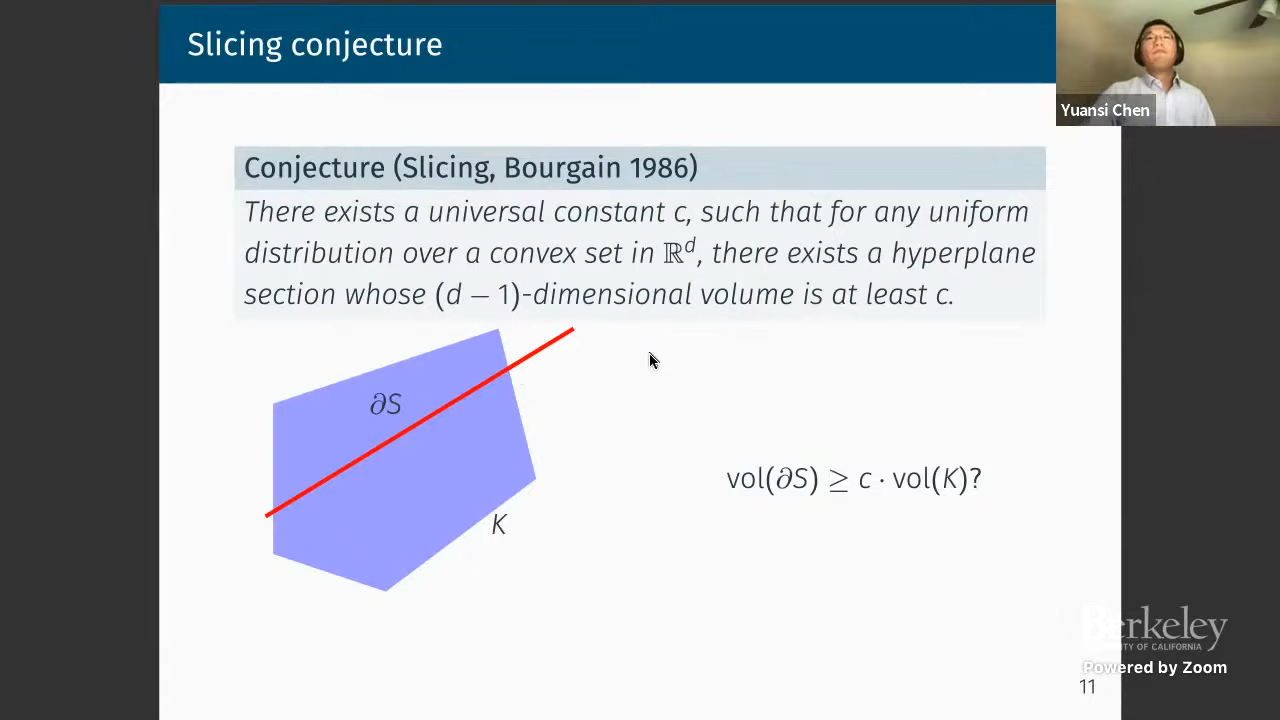 Slicing conjecture
Yuansi Chen
Conjecture (Slicing, Bourgain 1986)
There exists a universal constant c, such that for any uniform
distribution over a convex set in ℝᵈ, there exists a hyperplane
section whose (d − 1)-dimensional volume is at least c.
∂S
vol(∂S) ≥ c · vol(K)?
K
Berkeley
UNIVERSITY OF CALIFORNIA
Powered by Zoom
11